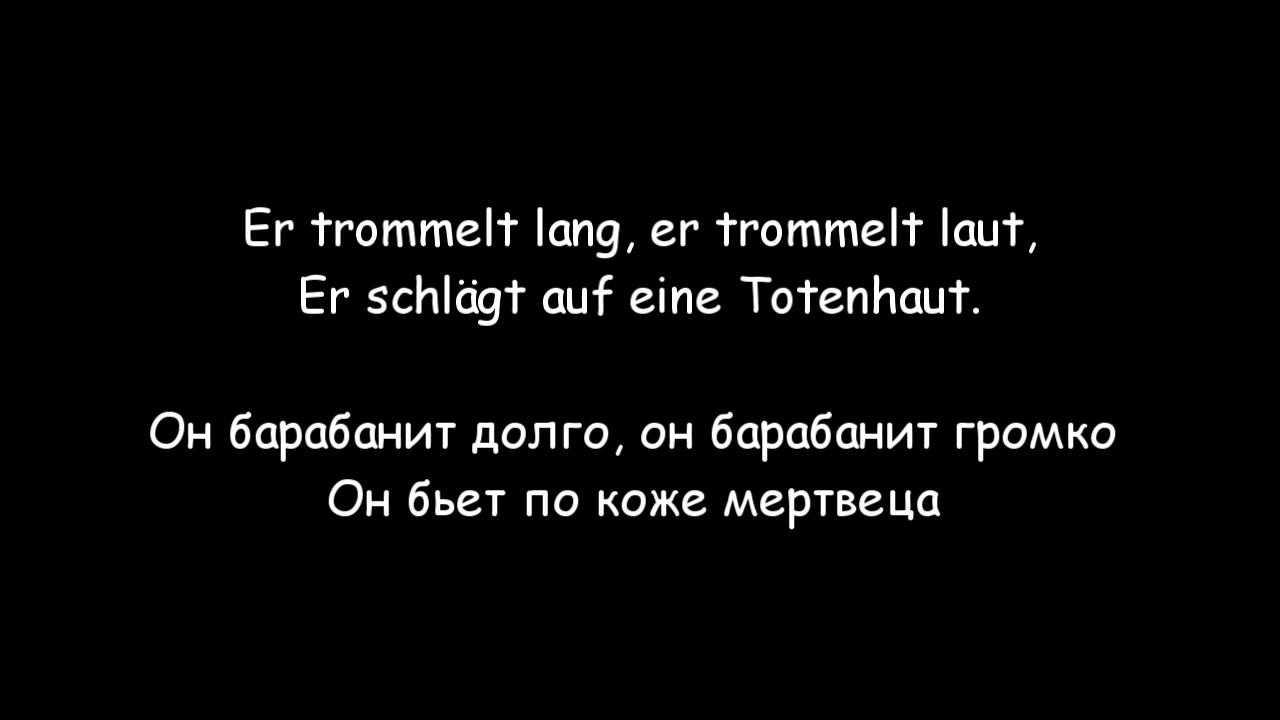 Er trommelt lang, er trommelt laut,
Er schlägt auf eine Totenhaut.
Он барабанит долго, он барабанит громко
Он бьет по коже мертвеца